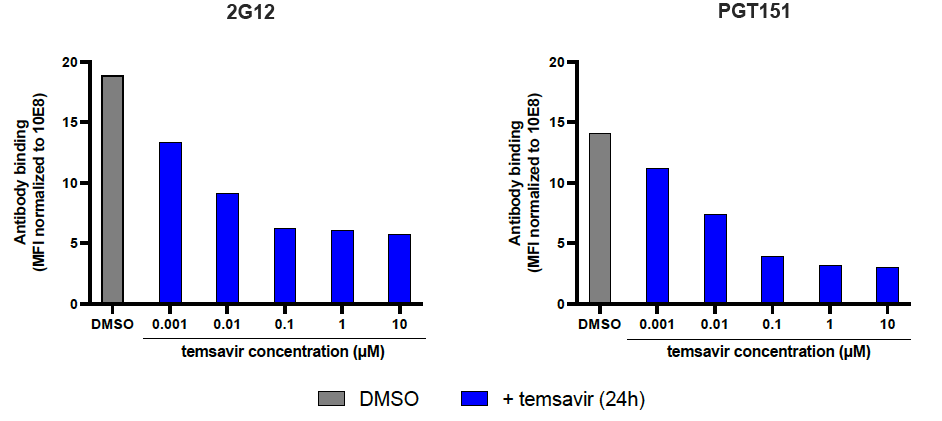 2G12
PGT151
Antibody binding
(MFI normalized to 10E8)
20
15
10
5
0
DMSO 0.001 0.01 0.1 1 10
temsavir concentration (µM)
Antibody binding
(MFI normalized to 10E8)
20
15
10
5
0
DMSO 0.001 0.01 0.1 1 10
temsavir concentration (µM)
DMSO + temsavir (24h)